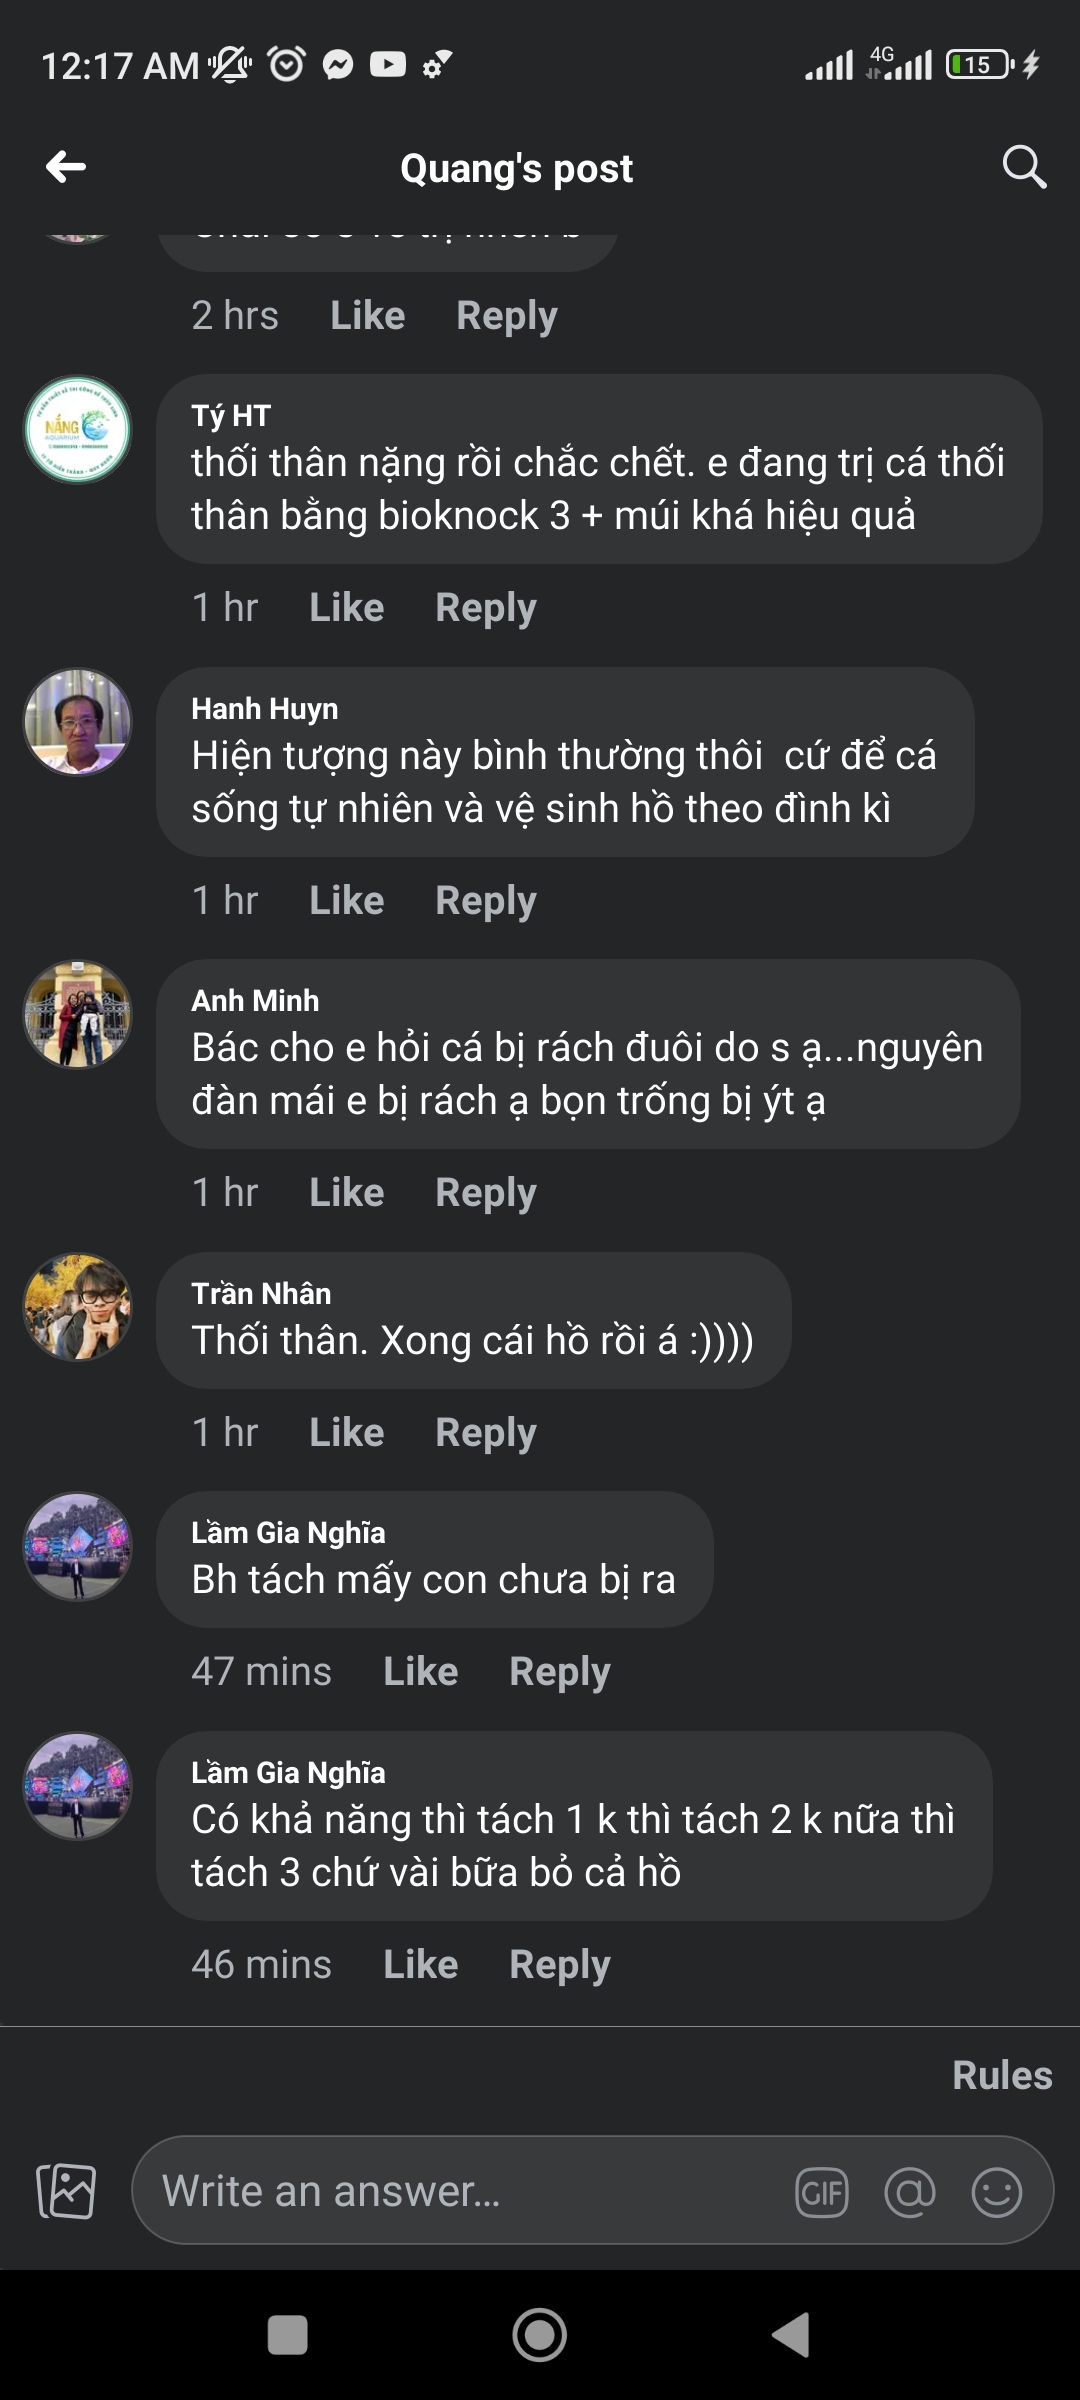 12:17 AM
4G
15
Quang's post
2 hrs Like Reply
NẮNG
AQUARIUM
Tý HT
thối thân nặng rồi chắc chết. e đang trị cá thối
thân bằng bioknock 3 + múi khá hiệu quả
1 hr Like Reply
Hanh Huyn
Hiện tượng này bình thường thôi  cứ để cá
sống tự nhiên và vệ sinh hồ theo đình kì
1 hr Like Reply
Anh Minh
Bác cho e hỏi cá bị rách đuôi do s ạ...nguyên
đàn mái e bị rách ạ bọn trống bị ýt ạ
1 hr Like Reply
Trần Nhân
Thối thân. Xong cái hồ rồi á :))))
1 hr Like Reply
Lầm Gia Nghĩa
Bh tách mấy con chưa bị ra
47 mins Like Reply
Lầm Gia Nghĩa
Có khả năng thì tách 1 k thì tách 2 k nữa thì
tách 3 chứ vài bữa bỏ cả hồ
46 mins Like Reply
Rules
Write an answer...
GIF